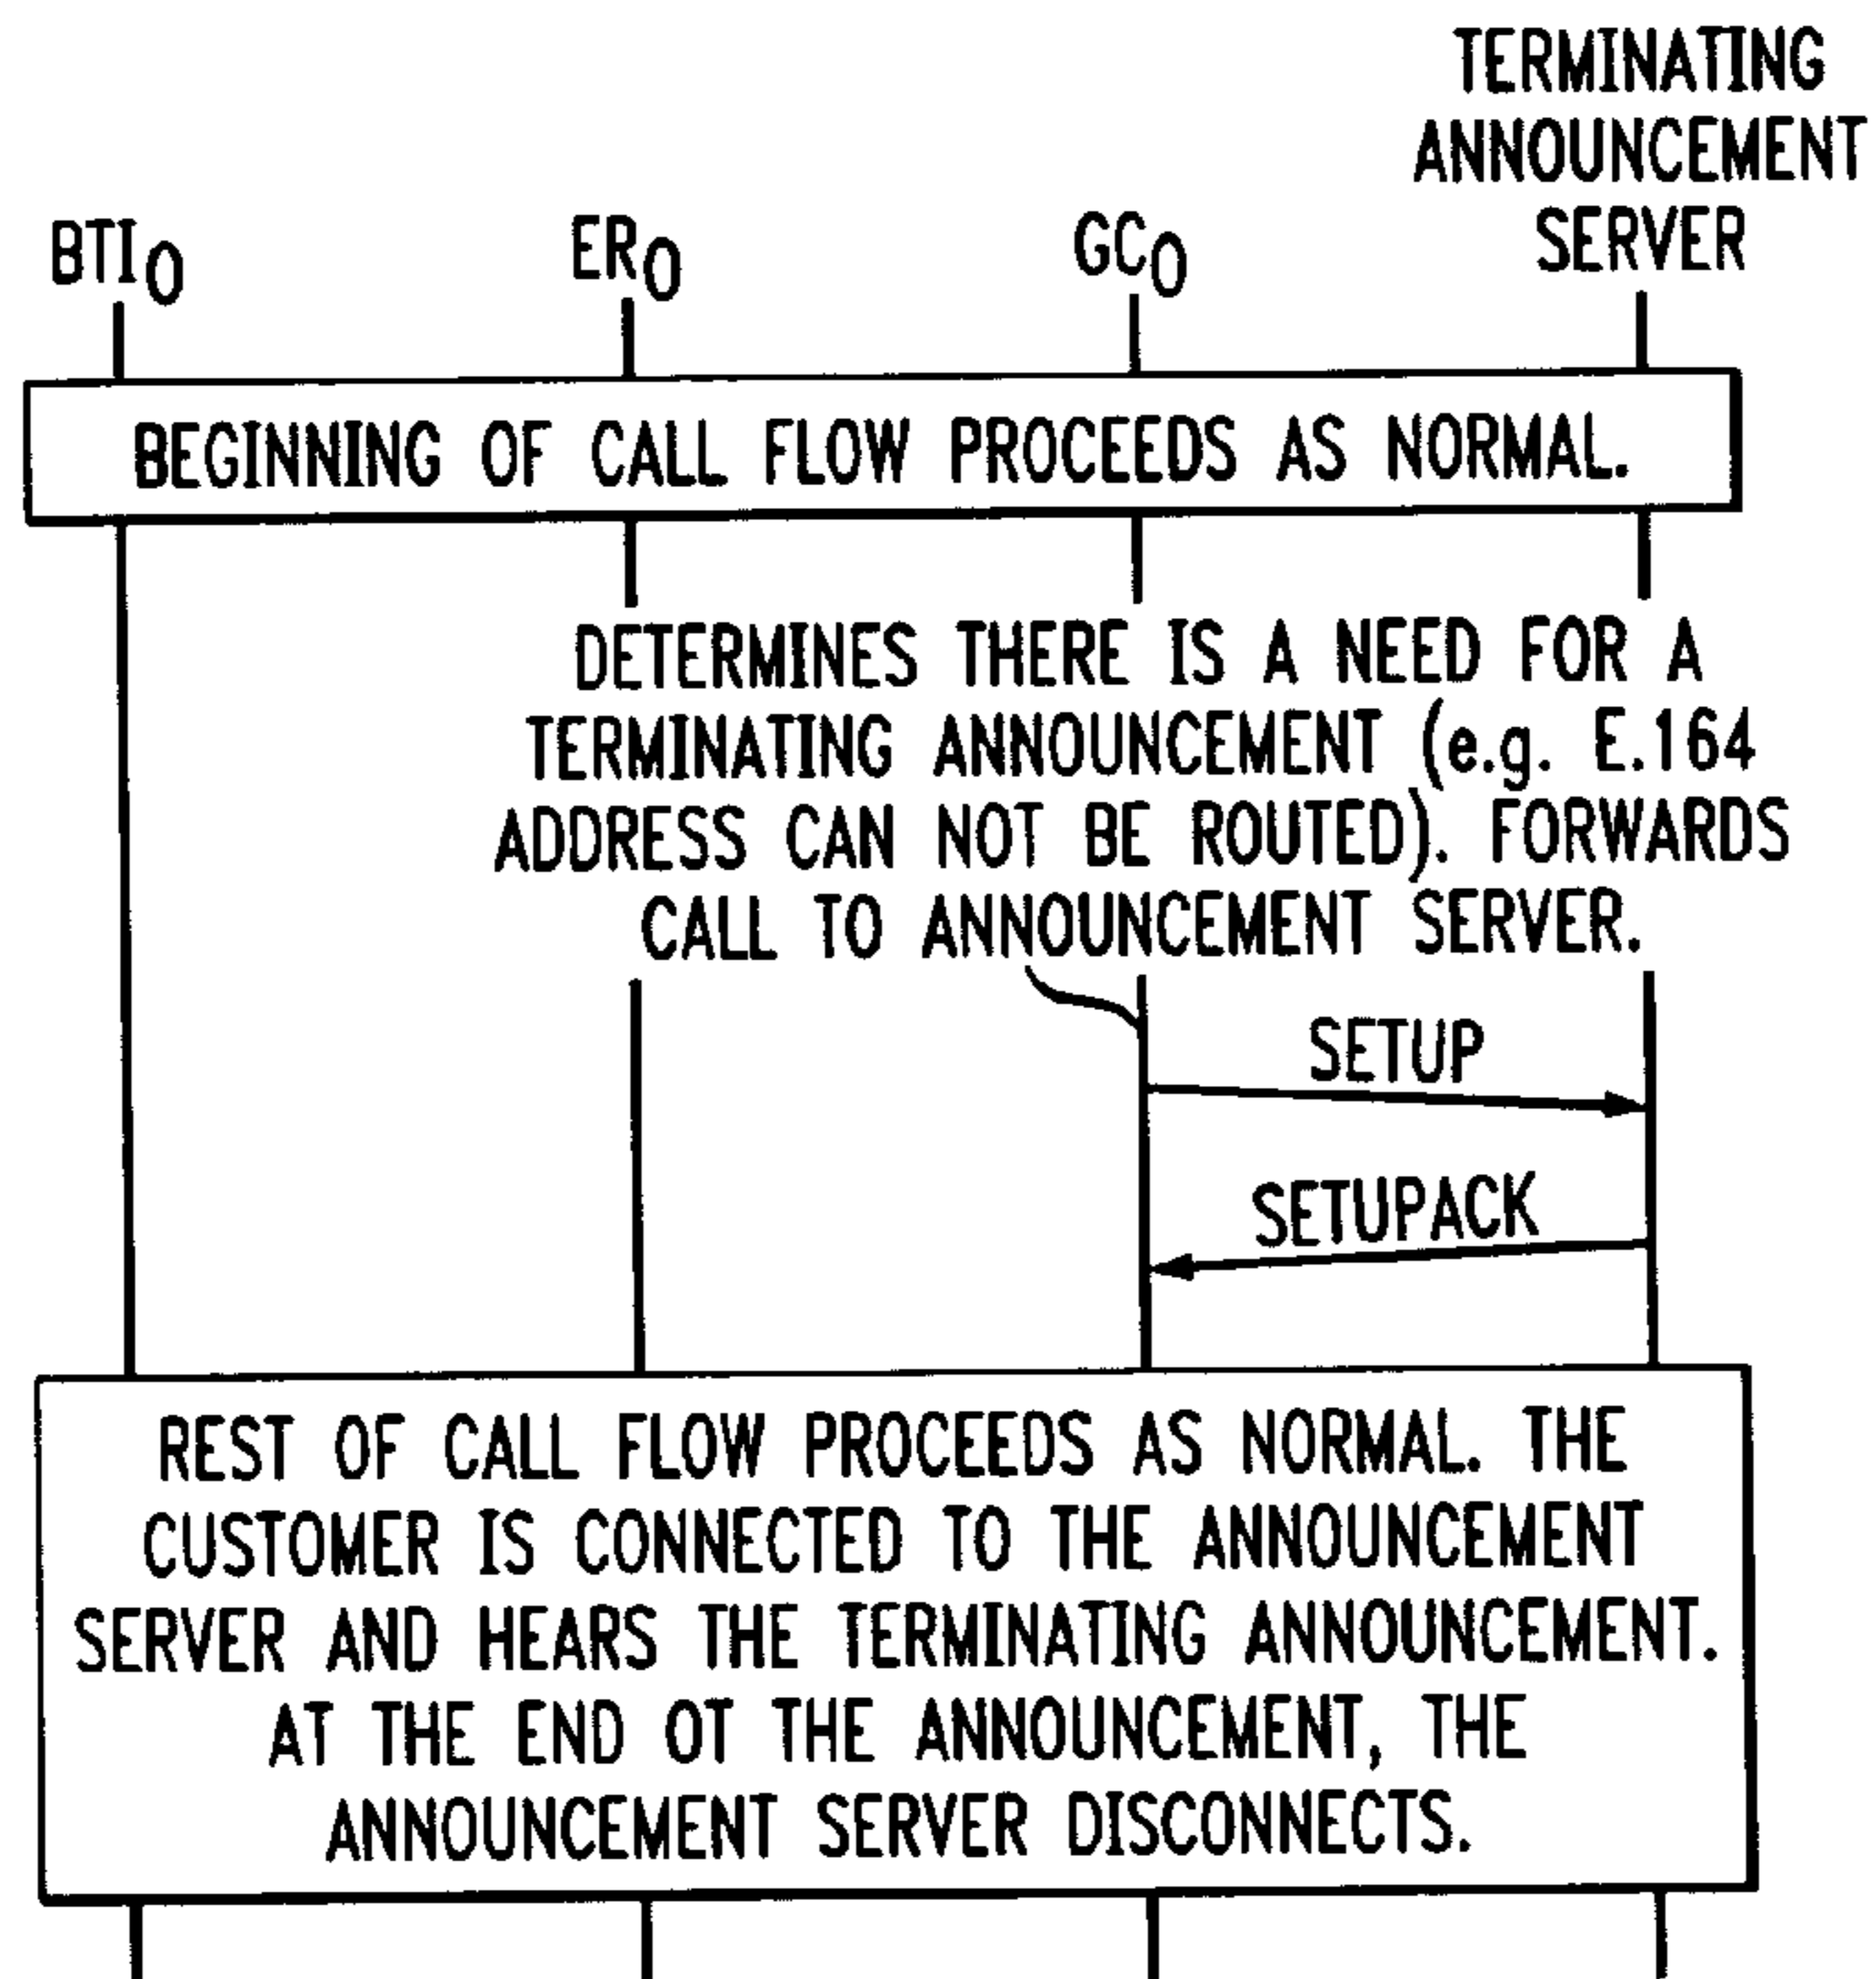 TERMINATING
ANNOUNCEMENT
SERVER
BTIO
ERO
GCO
BEGINNING OF CALL FLOW PROCEEDS AS NORMAL.
DETERMINES THERE IS A NEED FOR A
TERMINATING ANNOUNCEMENT (e.g. E.164
ADDRESS CAN NOT BE ROUTED). FORWARDS
CALL TO ANNOUNCEMENT SERVER.
SETUP
SETUPACK
REST OF CALL FLOW PROCEEDS AS NORMAL. THE
CUSTOMER IS CONNECTED TO THE ANNOUNCEMENT
SERVER AND HEARS THE TERMINATING ANNOUNCEMENT.
AT THE END OT THE ANNOUNCEMENT, THE
ANNOUNCEMENT SERVER DISCONNECTS.